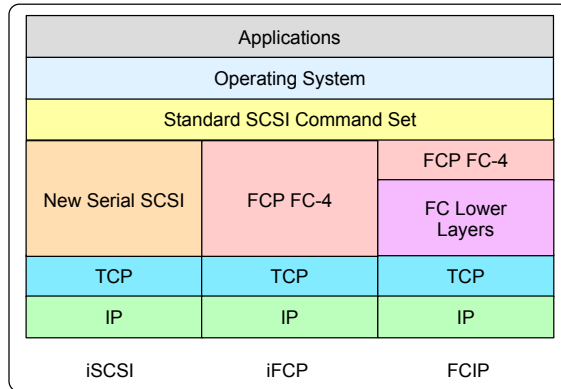 Applications
Operating System
Standard SCSI Command Set
New Serial SCSI
FCP FC-4
FCP FC-4
FC Lower
Layers
TCP
TCP
TCP
IP
IP
IP
iSCSI
iFCP
FCIP